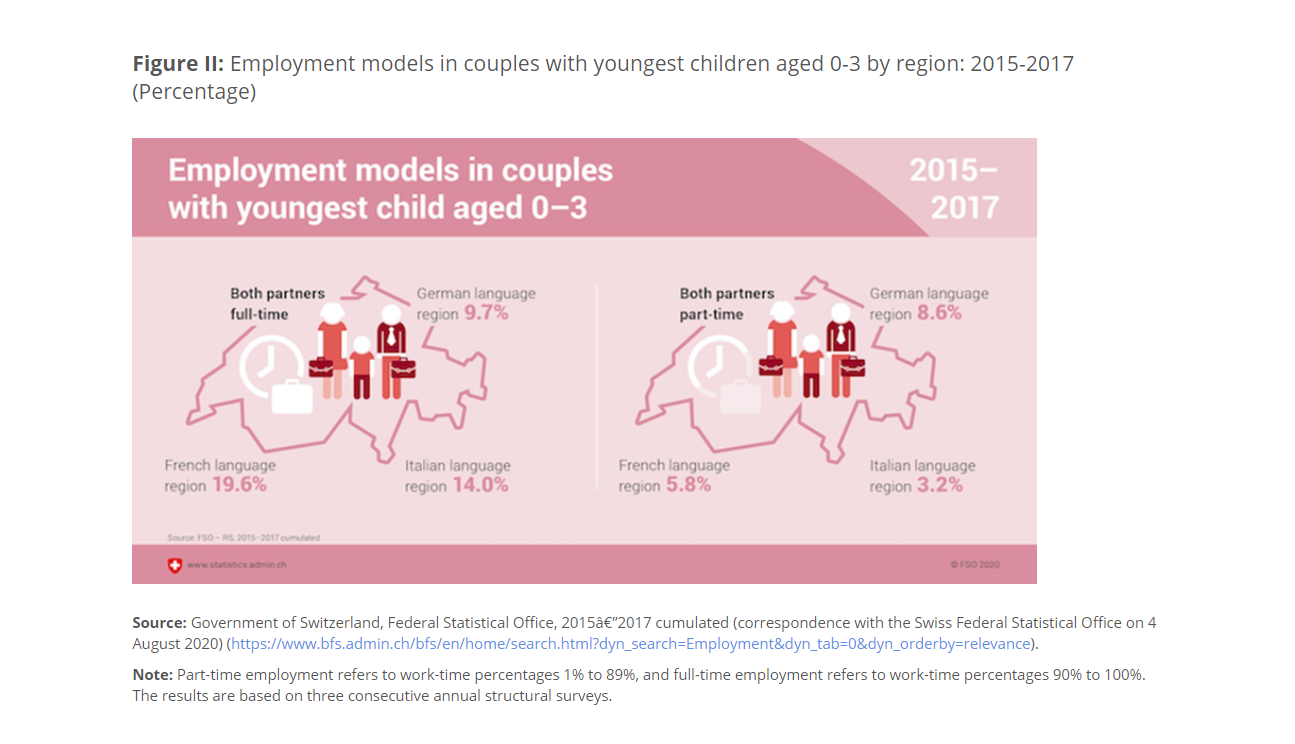 Figure II: Employment models in couples with youngest children aged 0-3 by region: 2015-2017
(Percentage)
Employment models in couples
with youngest child aged 0–3
2015–
2017
Both partners
full-time
German language
region 9.7%
French language
region 19.6%
Italian language
region 14.0%
Both partners
part-time
German language
region 8.6%
French language
region 5.8%
Italian language
region 3.2%
Source: FSO – RS, 2015–2017 cumulated
www.statistics.admin.ch
© FSO 2020
Source: Government of Switzerland, Federal Statistical Office, 2015â€”2017 cumulated (correspondence with the Swiss Federal Statistical Office on 4
August 2020) (https://www.bfs.admin.ch/bfs/en/home/search.html?dyn_search=Employment&dyn_tab=0&dyn_orderby=relevance).
Note: Part-time employment refers to work-time percentages 1% to 89%, and full-time employment refers to work-time percentages 90% to 100%.
The results are based on three consecutive annual structural surveys.